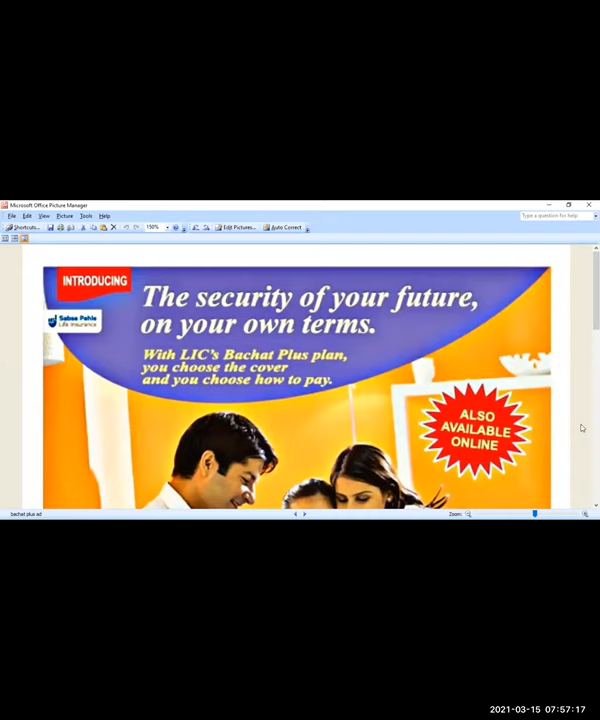 Microsoft Office Picture Manager
File Edit View Picture Tools Help
Type a question for help
Shortcuts...
150%
Edit Pictures...
Auto Correct
INTRODUCING
The security of your future,
on your own terms.
Sabse Pehle
Life Insurance
With LIC's Bachat Plus plan,
you choose the cover
and you choose how to pay.
ALSO
AVAILABLE
ONLINE
bachat plus ad
Zoom:
2021-03-15 07:57:17